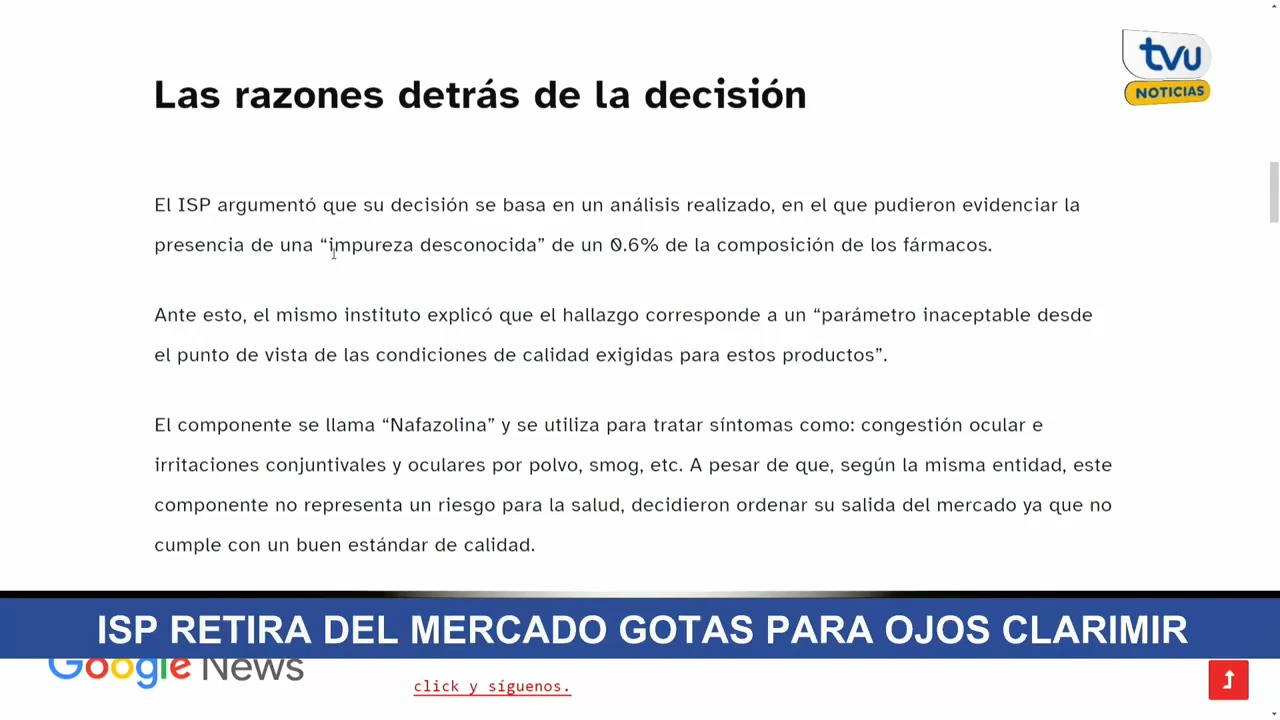 tvu
NOTICIAS
Las razones detrás de la decisión
El ISP argumentó que su decisión se basa en un análisis realizado, en el que pudieron evidenciar la
presencia de una “impureza desconocida” de un 0.6% de la composición de los fármacos.
Ante esto, el mismo instituto explicó que el hallazgo corresponde a un “parámetro inaceptable desde
el punto de vista de las condiciones de calidad exigidas para estos productos”.
El componente se llama “Nafazolina” y se utiliza para tratar síntomas como: congestión ocular e
irritaciones conjuntivales y oculares por polvo, smog, etc. A pesar de que, según la misma entidad, este
componente no representa un riesgo para la salud, decidieron ordenar su salida del mercado ya que no
cumple con un buen estándar de calidad.
ISP RETIRA DEL MERCADO GOTAS PARA OJOS CLARIMIR
Google News
click y síguenos.